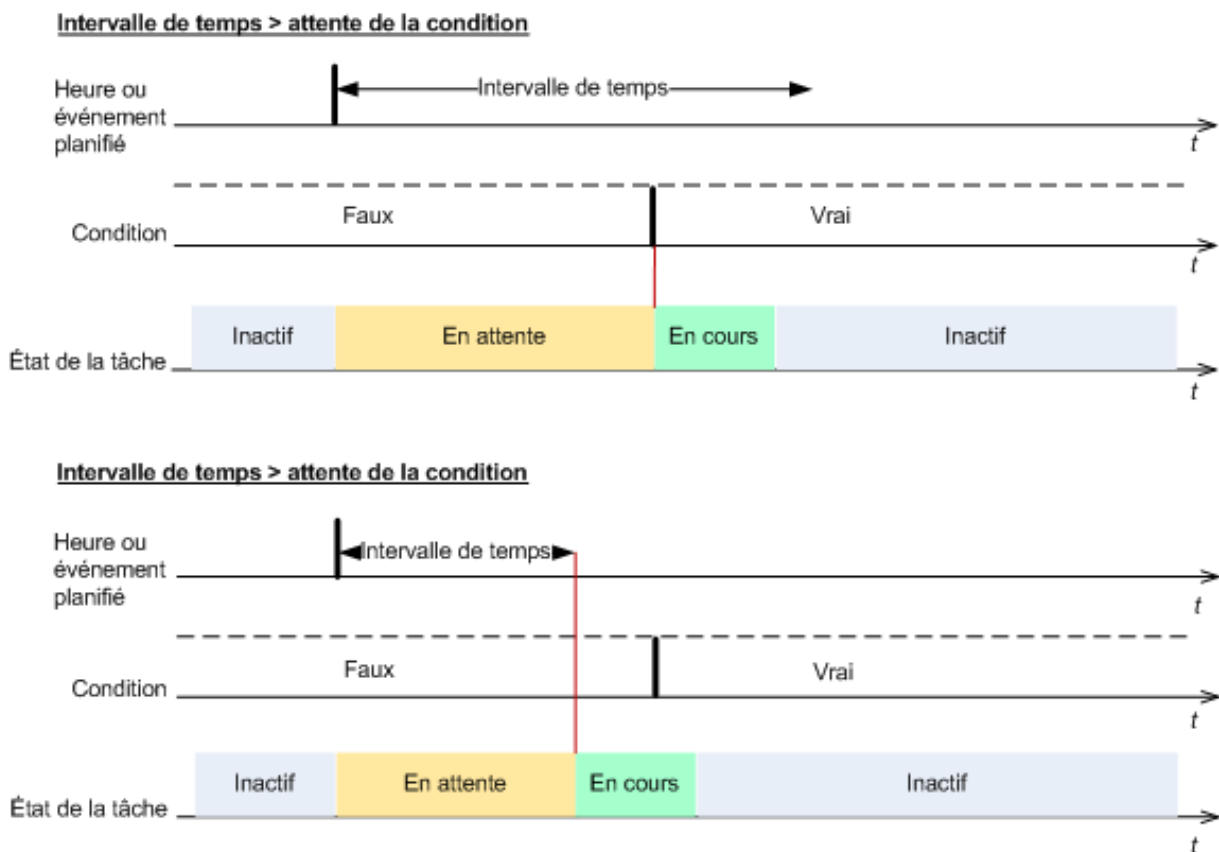 Intervalle de temps > attente de la condition
Heure ou
événement
planifié
Intervalle de temps
t
Condition
Faux
Vrai
t
État de la tâche
Inactif
En attente
En cours
Inactif
t
Intervalle de temps > attente de la condition
Heure ou
événement
planifié
Intervalle de temps
t
Condition
Faux
Vrai
t
État de la tâche
Inactif
En attente
En cours
Inactif
t